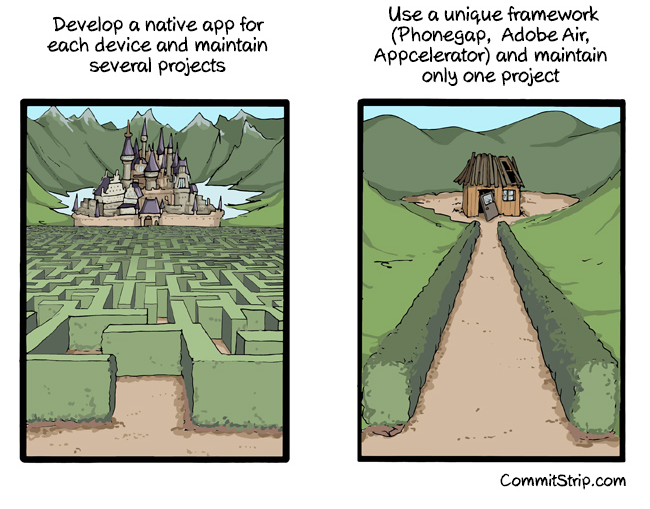 Develop a native app for
each device and maintain
several projects
Use a unique framework
(Phonegap, Adobe Air,
Appcelerator) and maintain
only one project
CommitStrip.com